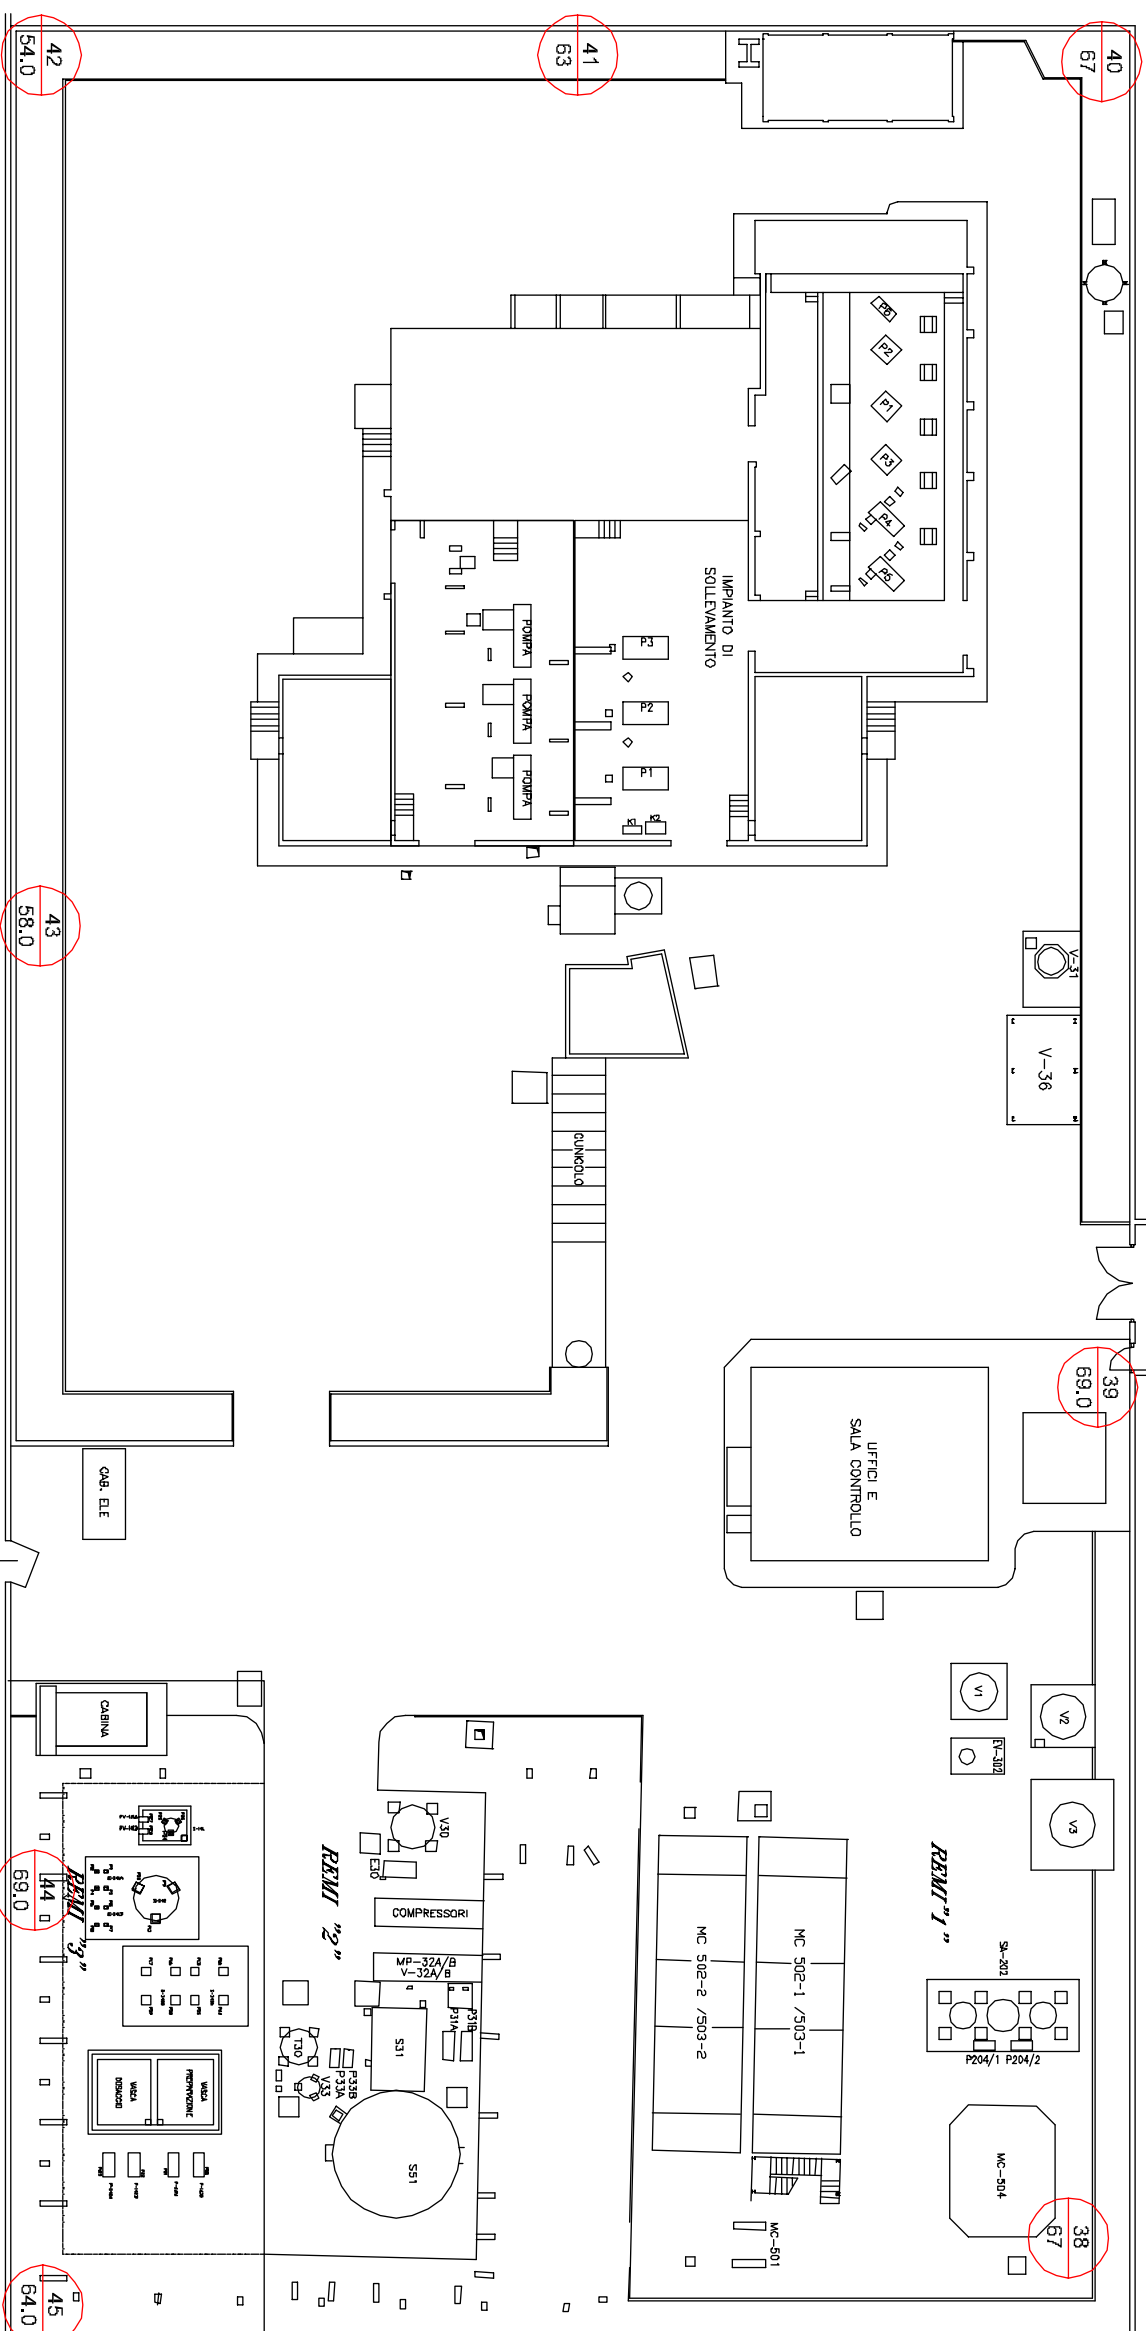 42
54.0
41
63
40
67
H
P6
P2
P1
P3
P4
P5
IMPIANTO DI
SOLLEVAMENTO
POMPA
POMPA
POMPA
P3
P2
P1
K1
K2
43
58.0
V-31
V-36
CUNICOLO
39
69.0
UFFICI E
SALA CONTROLLO
CAB. ELE
CABINA
V1
V2
EV-302
V3
REMI "1"
REMI "2"
REMI "3"
V30
E30
COMPRESSORI
MP-32A/B
V-32A/B
P31A
P31B
S31
T30
V33
P33A
P33B
S51
MC 502-2 /503-2
MC 502-1 /503-1
MC-501
SA-202
P204/1 P204/2
MC-504
38
67
44
69.0
VASCA
DOSAGGIO
VASCA
PREPARAZIONE
45
64.0